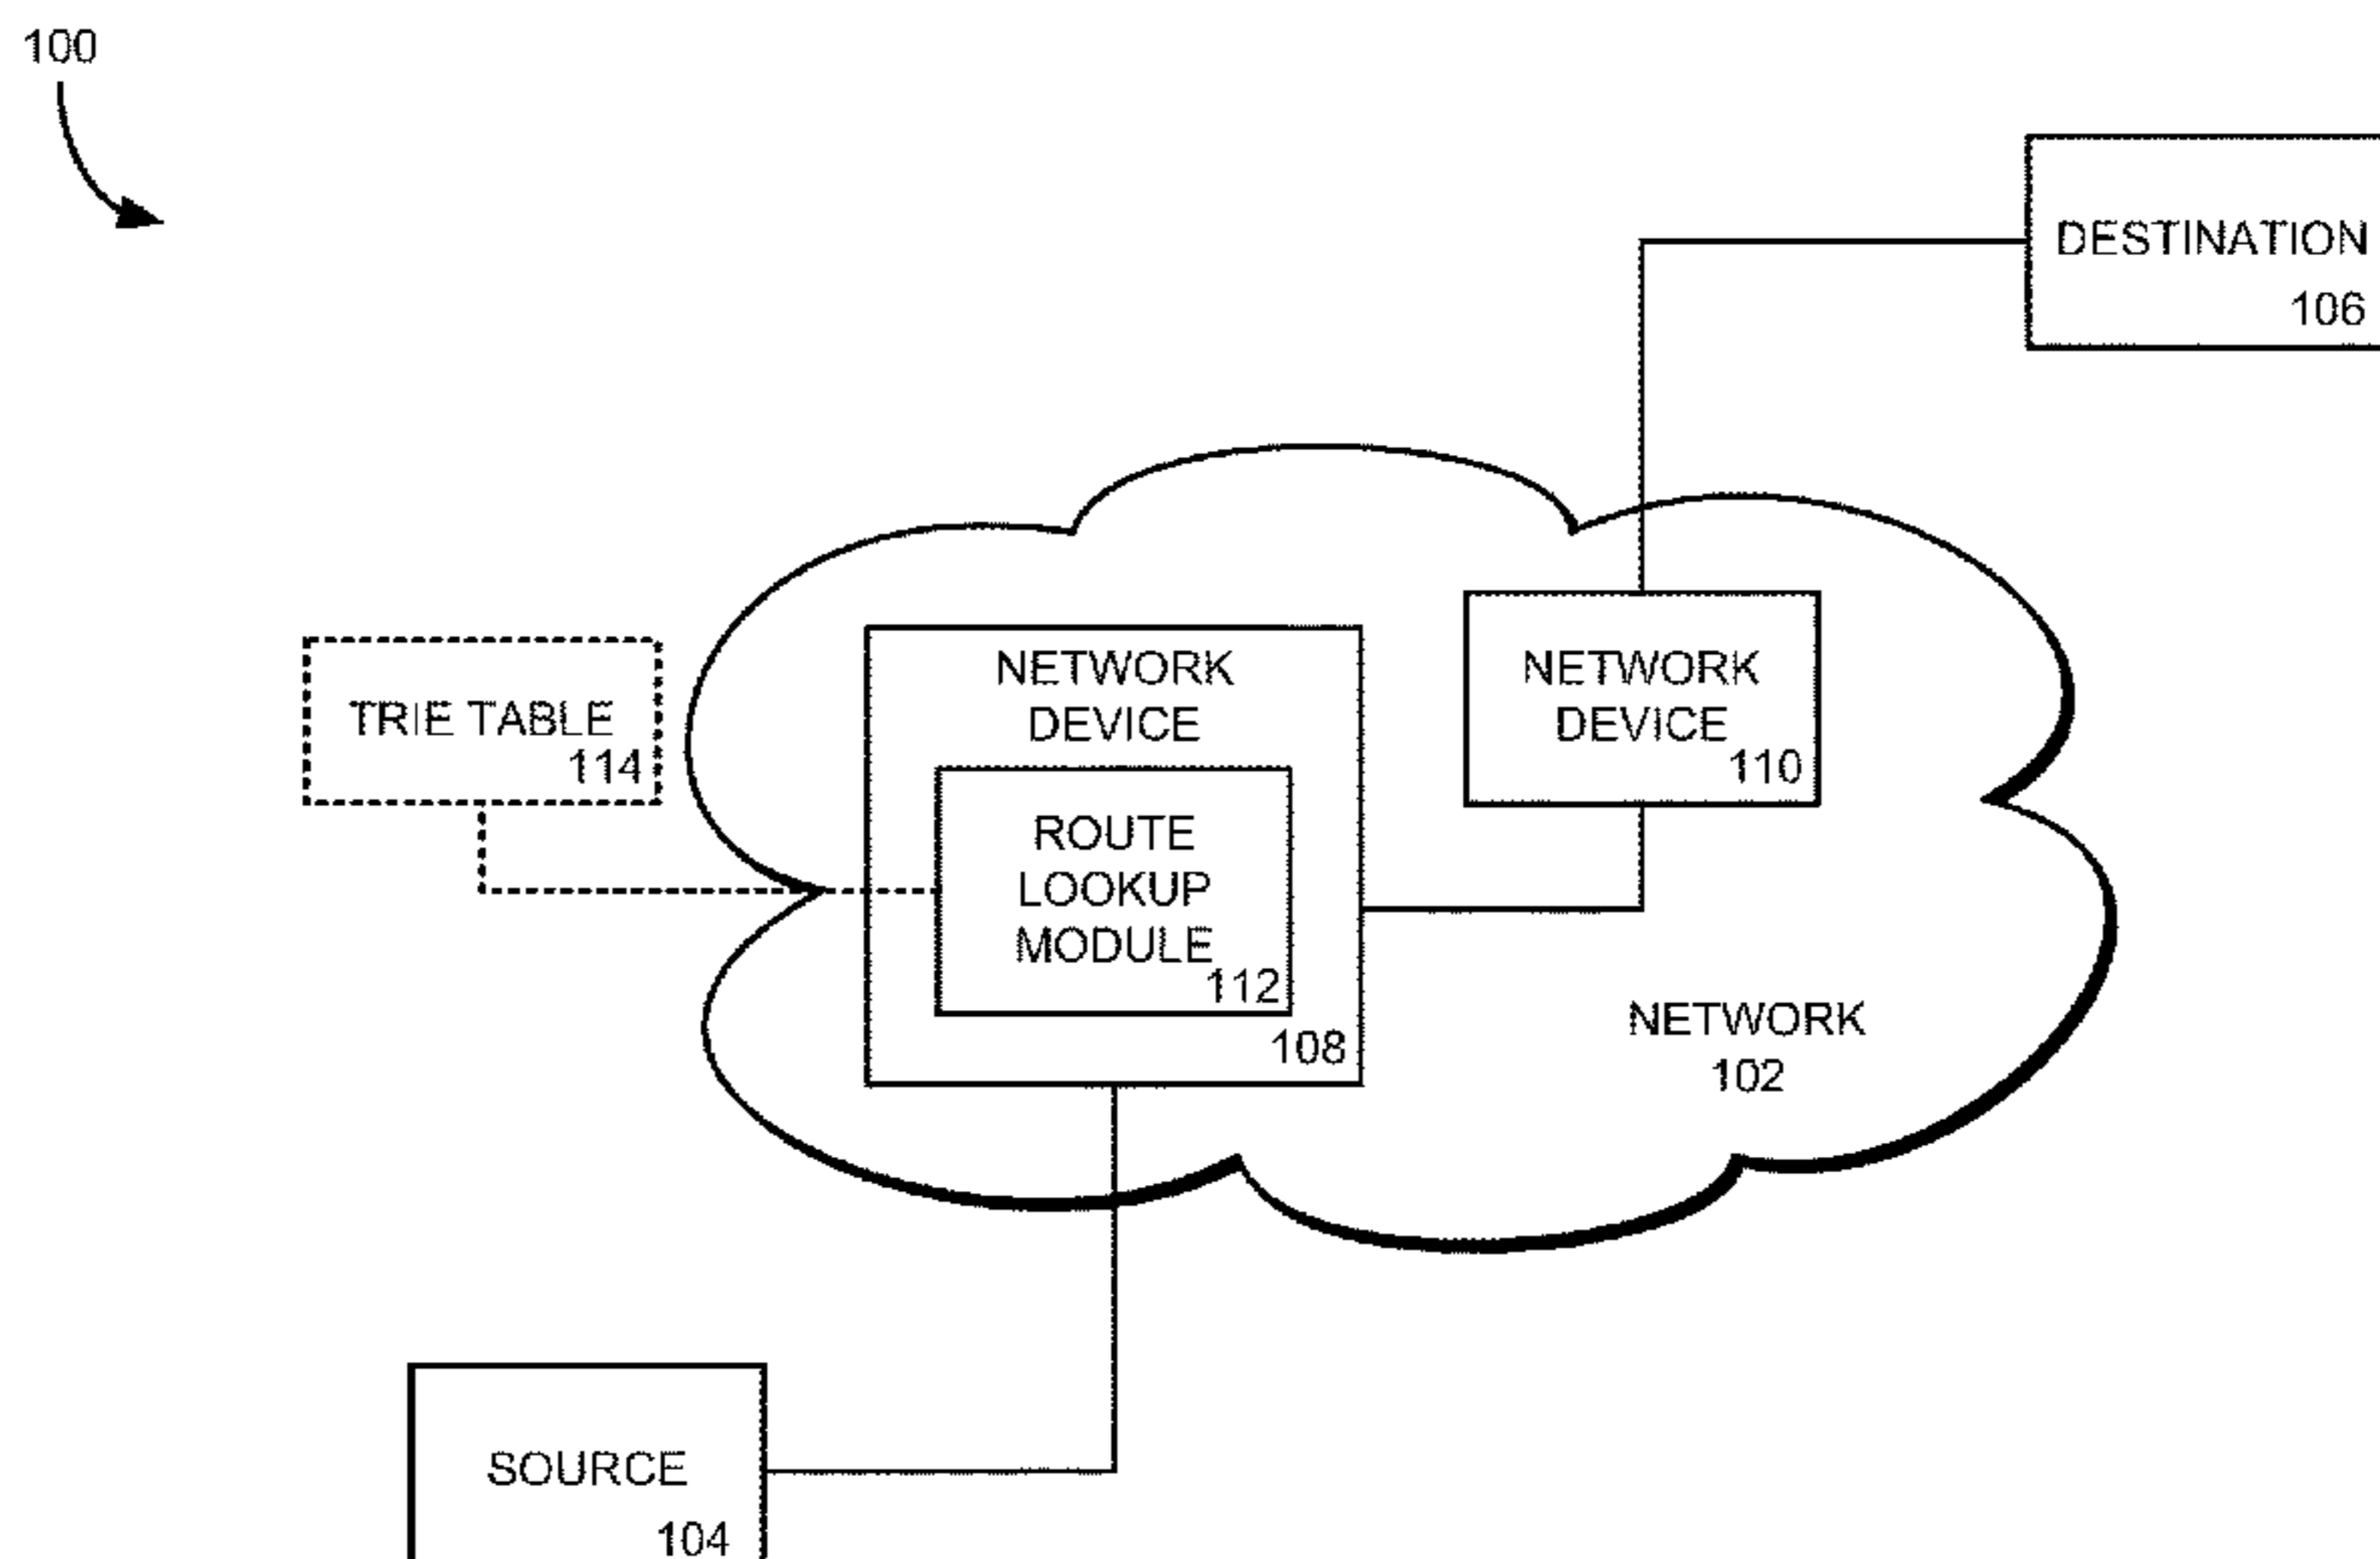 100
DESTINATION
106
NETWORK
DEVICE
110
TRIE TABLE
114
NETWORK
DEVICE
ROUTE
LOOKUP
MODULE
112
108
NETWORK
102
SOURCE
104